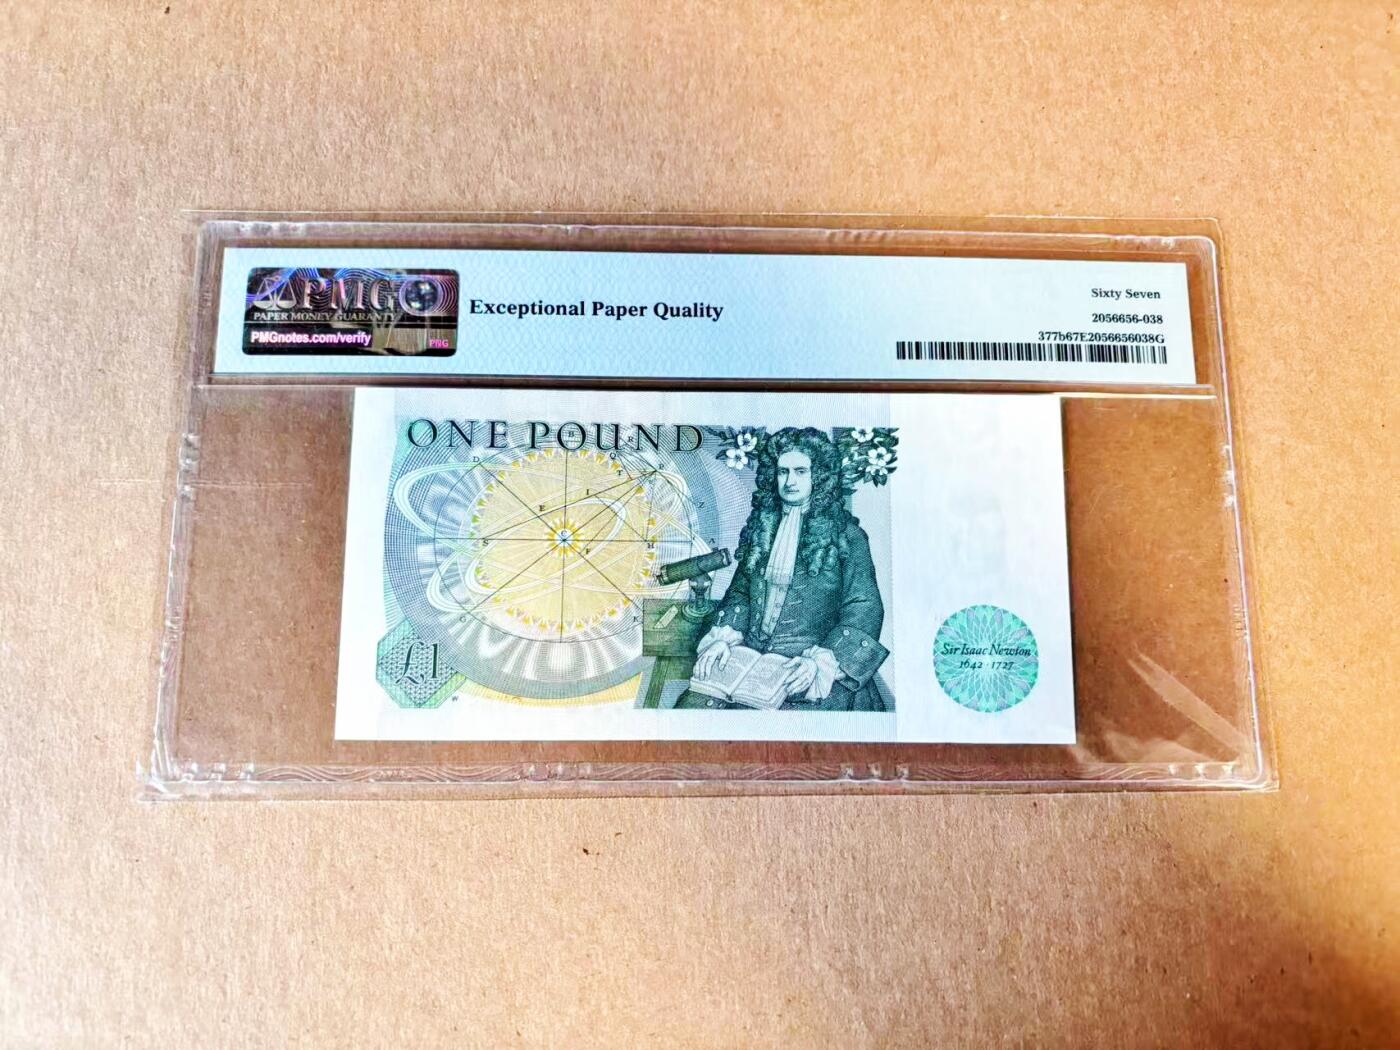 PMG
PAPER MONEY GUARANTY
PMGnotes.com/verify
PNG
Exceptional Paper Quality
Sixty Seven
2056656-038
377b67E2056656038G
ONE POUND
£1
Sir Isaac Newton
1642 · 1727